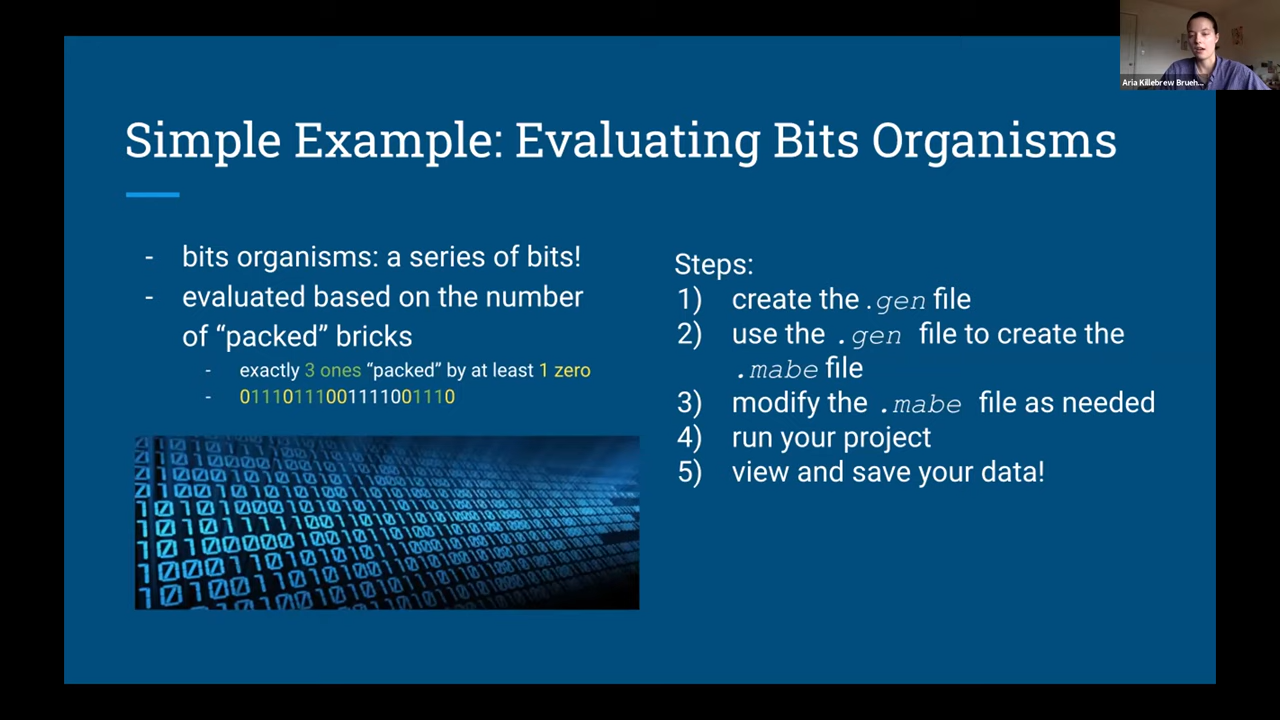 Aria Killebrew Brueh...
Simple Example: Evaluating Bits Organisms
- bits organisms: a series of bits!
- evaluated based on the number
of “packed” bricks
- exactly 3 ones “packed” by at least 1 zero
- 01110111001111001110
Steps:
1) create the .gen file
2) use the .gen file to create the
.mabe file
3) modify the .mabe file as needed
4) run your project
5) view and save your data!